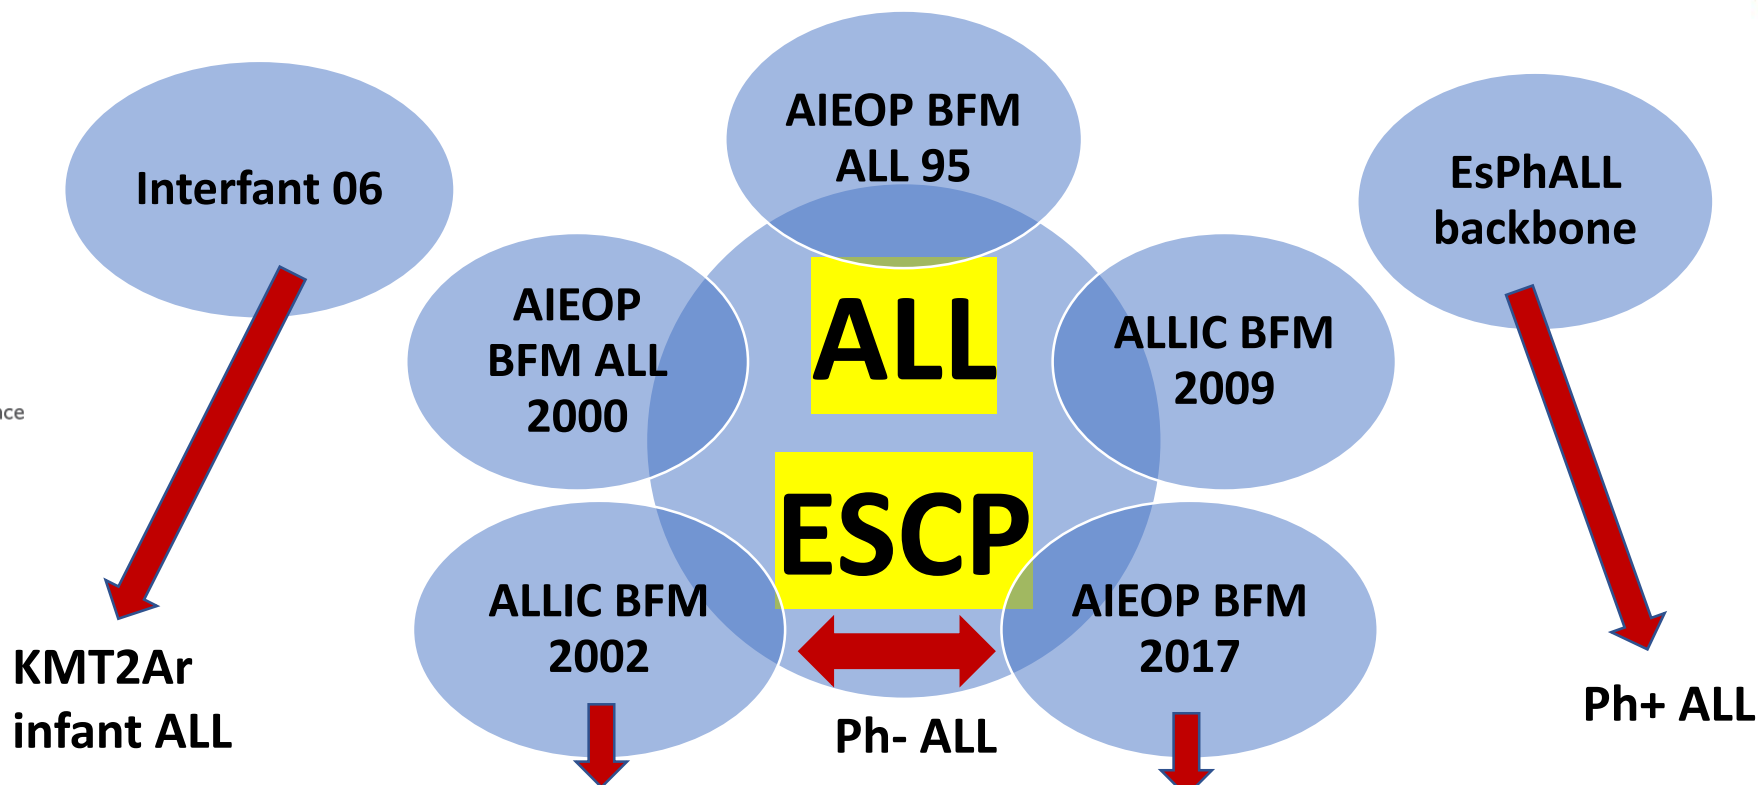 AIEOP BFM
ALL 95
Interfant 06
EsPhALL
backbone
AIEOP
BFM ALL
2000
ALL
ALLIC BFM
2009
ESCP
ALLIC BFM
2002
AIEOP BFM
2017
KMT2Ar
infant ALL
Ph- ALL
Ph+ ALL